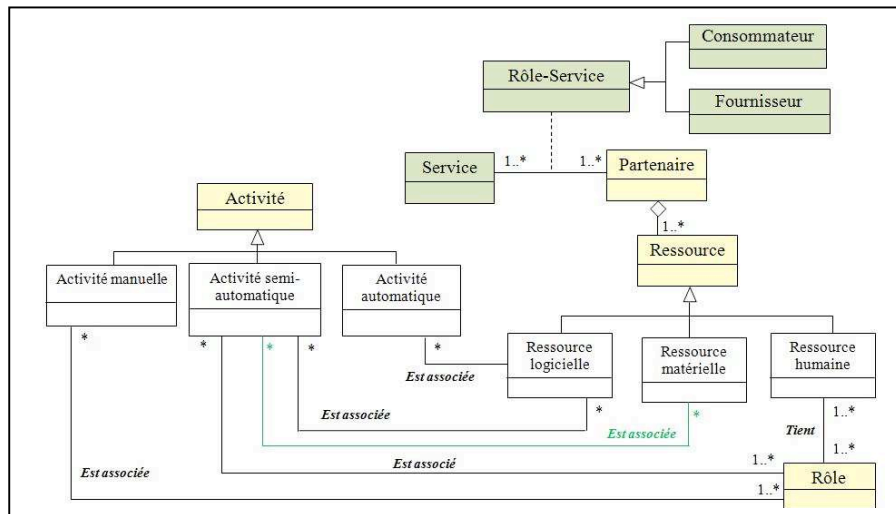 Consommateur
Rôle-Service
Fournisseur
1..*
1..*
Service
Partenaire
Activité
1..*
Ressource
Activité manuelle
Activité semi-
automatique
Activité
automatique
Ressource
logicielle
Ressource
matérielle
Ressource
humaine
*
*
*
*
*
Est associée
*
*
1..*
Est associée
Est associée
Tient
Est associée
Est associé
1..*
1..*
Rôle
1..*